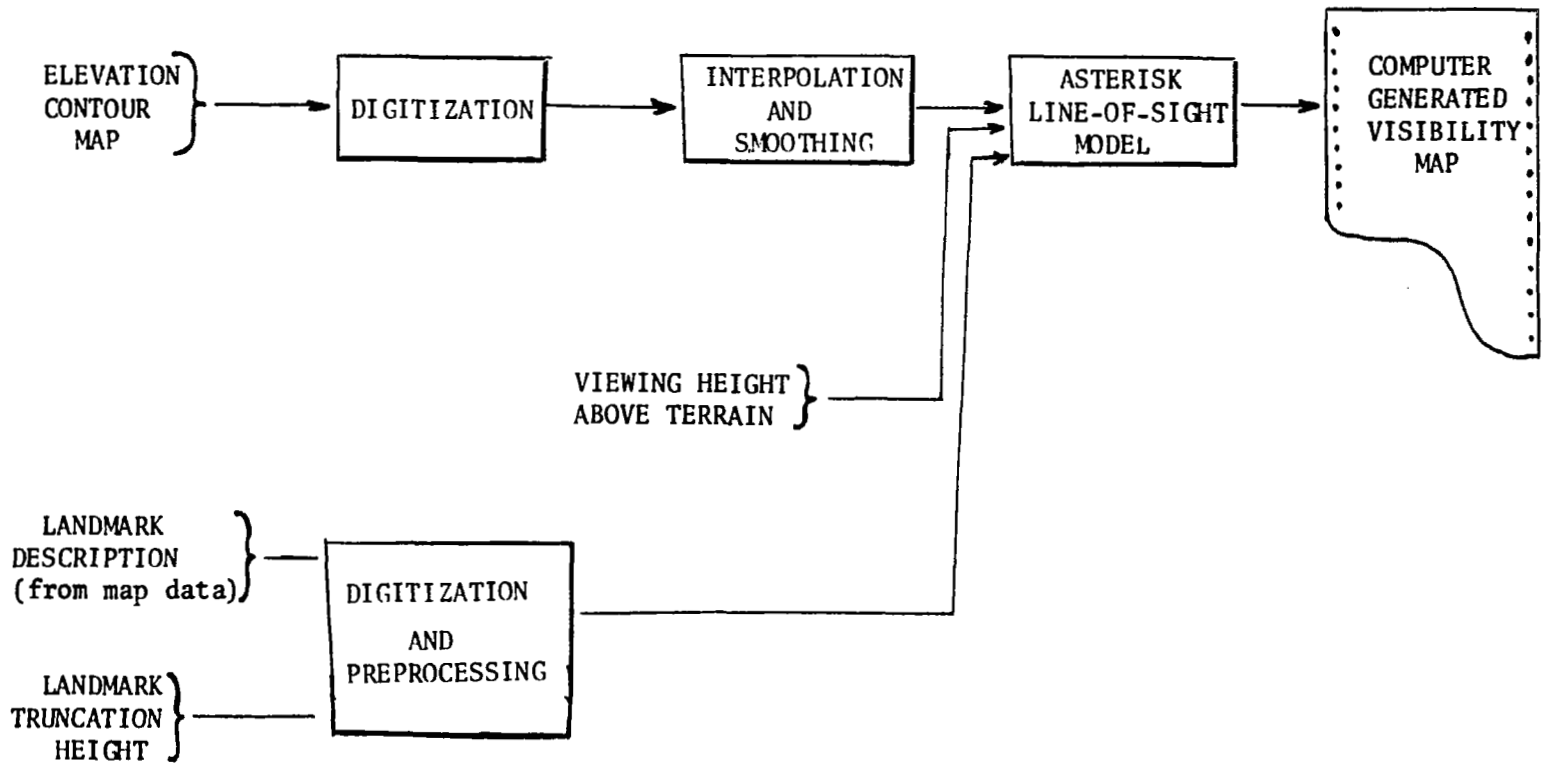 ELEVATION
CONTOUR
MAP
DIGITIZATION
INTERPOLATION
AND
SMOOTHING
ASTERISK
LINE-OF-SIGHT
MODEL
COMPUTER
GENERATED
VISIBILITY
MAP
VIEWING HEIGHT
ABOVE TERRAIN
LANDMARK
DESCRIPTION
(from map data)
DIGITIZATION
AND
PREPROCESSING
LANDMARK
TRUNCATION
HEIGHT